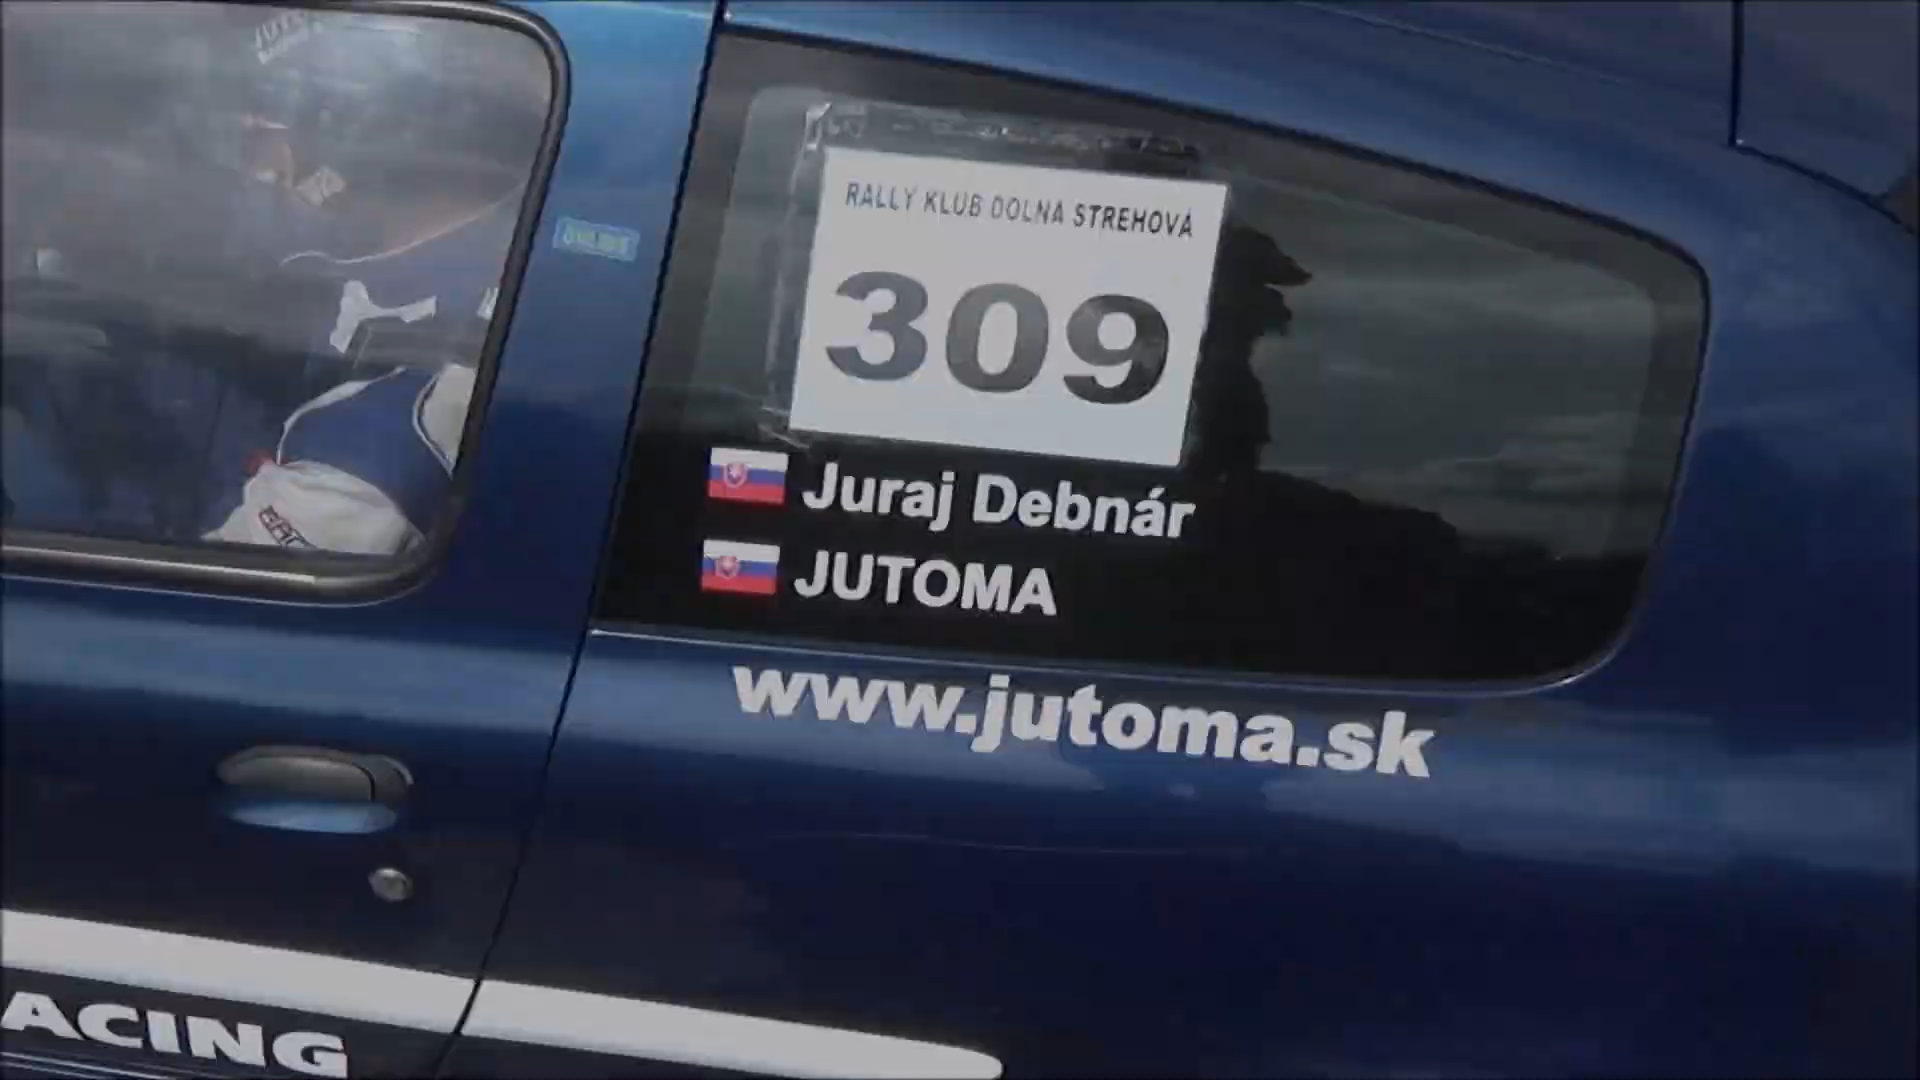 RALLY KLUB DOLNA STREHOVÁ
309
Juraj Debnár
JUTOMA
www.jutoma.sk
ACING